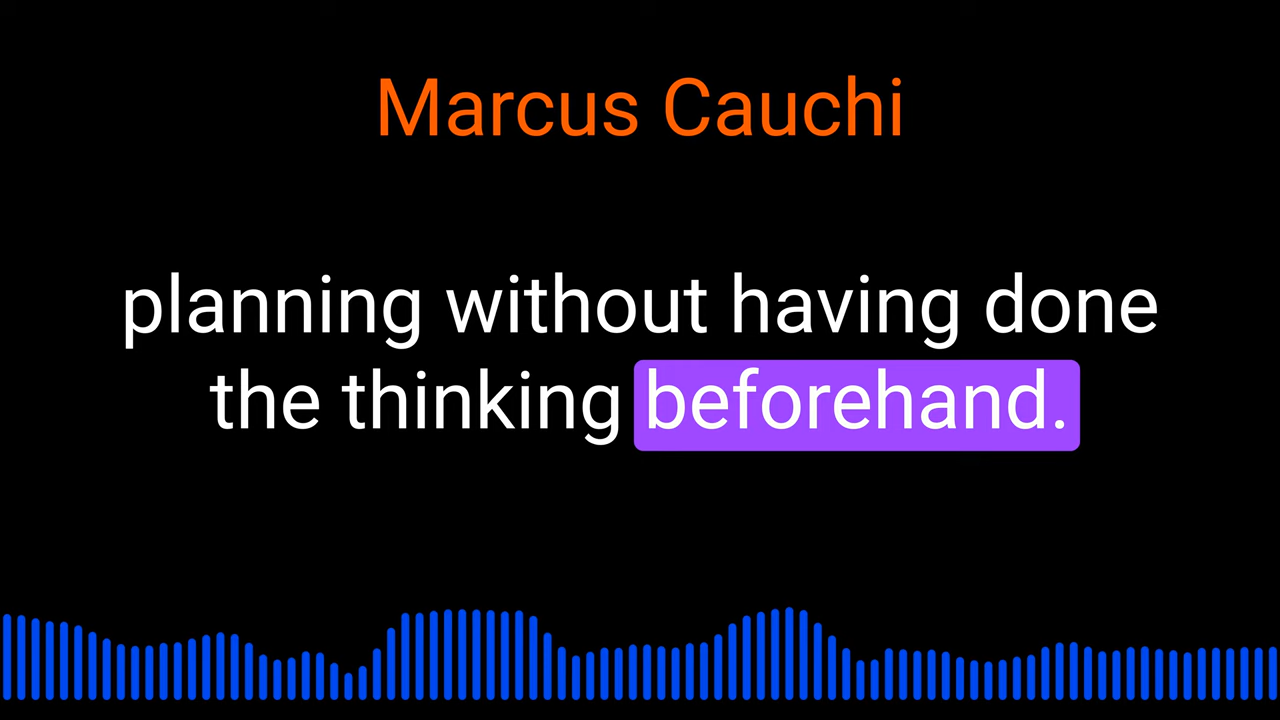 Marcus Cauchi
planning without having done
the thinking beforehand.